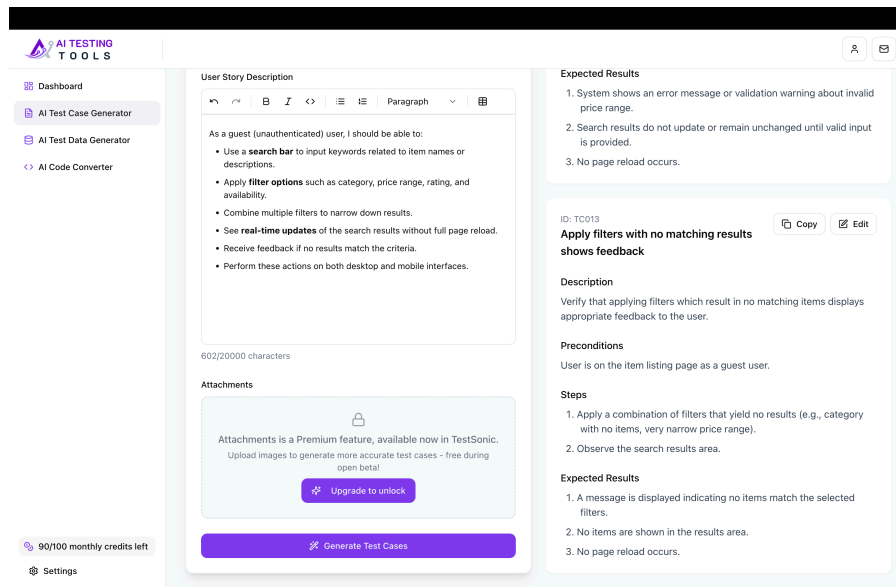 AI TESTING
TOOLS
Dashboard
AI Test Case Generator
AI Test Data Generator
AI Code Converter
90/100 monthly credits left
Settings
User Story Description
B I <> Paragraph
As a guest (unauthenticated) user, I should be able to:
• Use a search bar to input keywords related to item names or
descriptions.
• Apply filter options such as category, price range, rating, and
availability.
• Combine multiple filters to narrow down results.
• See real-time updates of the search results without full page reload.
• Receive feedback if no results match the criteria.
• Perform these actions on both desktop and mobile interfaces.
602/20000 characters
Attachments
Attachments is a Premium feature, available now in TestSonic.
Upload images to generate more accurate test cases - free during
open beta!
Upgrade to unlock
Generate Test Cases
Expected Results
1. System shows an error message or validation warning about invalid
price range.
2. Search results do not update or remain unchanged until valid input
is provided.
3. No page reload occurs.
ID: TC013
Copy
Edit
Apply filters with no matching results
shows feedback
Description
Verify that applying filters which result in no matching items displays
appropriate feedback to the user.
Preconditions
User is on the item listing page as a guest user.
Steps
1. Apply a combination of filters that yield no results (e.g., category
with no items, very narrow price range).
2. Observe the search results area.
Expected Results
1. A message is displayed indicating no items match the selected
filters.
2. No items are shown in the results area.
3. No page reload occurs.